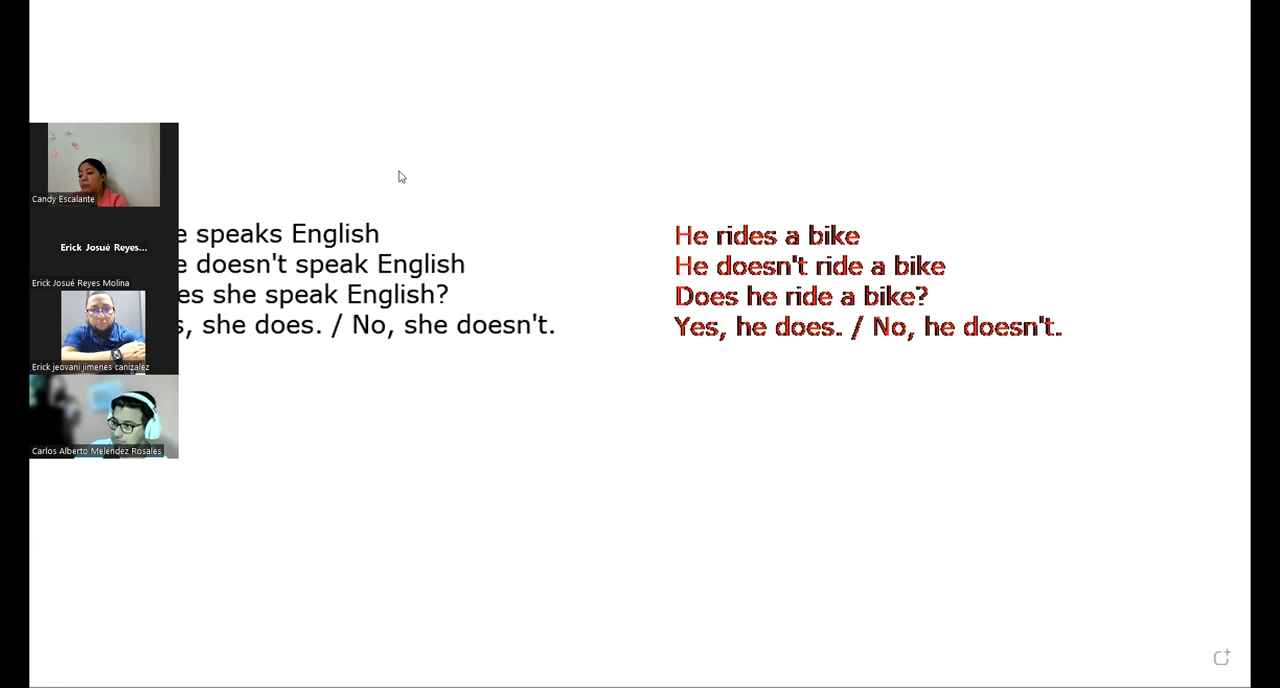 Candy Escalante
Erick Josué Reyes...
Erick Josué Reyes Molina
Erick jeovani jimenes canizalez
Carlos Alberto Meléndez Rosales
speaks English
doesn't speak English
she speak English?
she does. / No, she doesn't.
He rides a bike
He doesn't ride a bike
Does he ride a bike?
Yes, he does. / No, he doesn't.